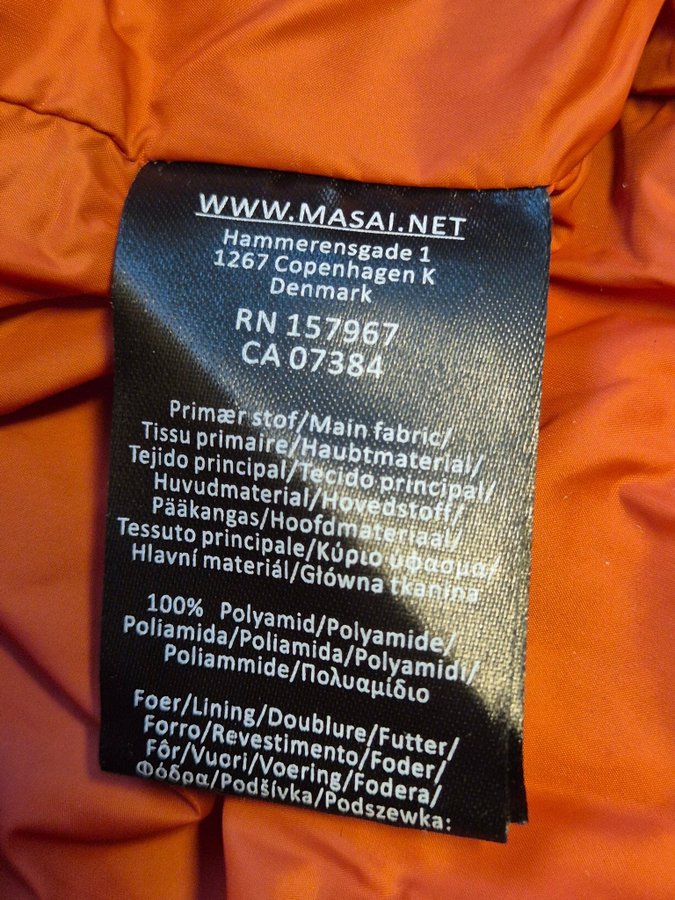 WWW.MASAI.NET
Hammerensgade 1
1267 Copenhagen K
Denmark
RN 157967
CA 07384
Primær stof/Main fabric/
Tissu primaire/Haubtmaterial/
Tejido principal/Tecido principal/
Huvudmaterial/Hovedstoff/
Pääkangas/Hoofdmateriaal/
Tessuto principale/Κύριο ύφασμα/
Hlavní materiál/Główna tkanina
100% Polyamid/Polyamide/
Poliamida/Poliamida/Polyamidi/
Poliammide/Πολυαμίδιο
Foer/Lining/Doublure/Futter/
Forro/Revestimento/Foder/
Fôr/Vuori/Voering/Fodera/
Φόδρα/Podšívka/Podszewka: